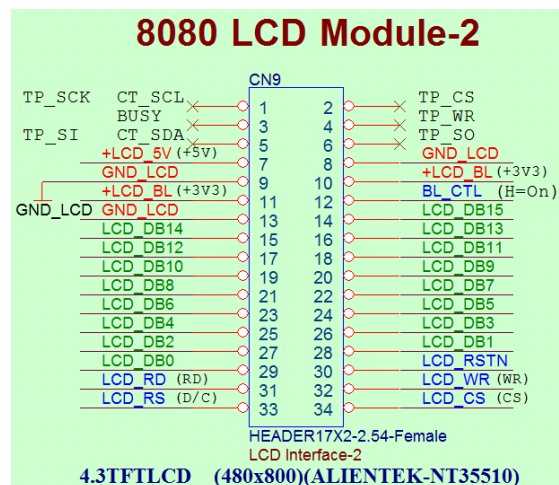 8080 LCD Module-2
CN9
TP_SCK CT_SCL 1 2 TP_CS
BUSY 3 4 TP_WR
TP_SI CT_SDA 5 6 TP_SO
+LCD_5V (+5V) 7 8 GND_LCD
GND_LCD 9 10 +LCD_BL (+3V3)
+LCD_BL (+3V3) 11 12 BL_CTL (H=On)
GND_LCD GND_LCD 13 14 LCD_DB15
LCD_DB14 15 16 LCD_DB13
LCD_DB12 17 18 LCD_DB11
LCD_DB10 19 20 LCD_DB9
LCD_DB8 21 22 LCD_DB7
LCD_DB6 23 24 LCD_DB5
LCD_DB4 25 26 LCD_DB3
LCD_DB2 27 28 LCD_DB1
LCD_DB0 29 30 LCD_RSTN
LCD_RD (RD) 31 32 LCD_WR (WR)
LCD_RS (D/C) 33 34 LCD_CS (CS)
HEADER17X2-2.54-Female
LCD Interface-2
4.3TFTLCD (480x800)(ALIENTEK-NT35510)